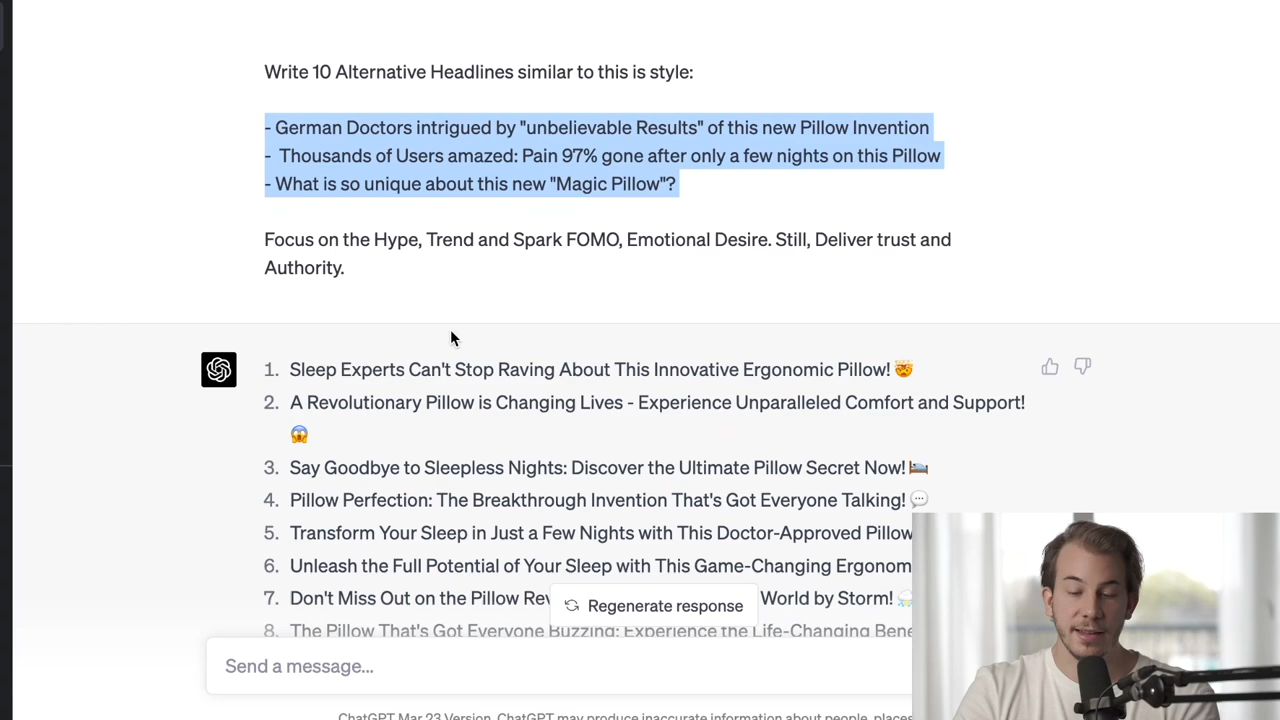 Write 10 Alternative Headlines similar to this is style:
- German Doctors intrigued by "unbelievable Results" of this new Pillow Invention
- Thousands of Users amazed: Pain 97% gone after only a few nights on this Pillow
- What is so unique about this new "Magic Pillow"?
Focus on the Hype, Trend and Spark FOMO, Emotional Desire. Still, Deliver trust and
Authority.
1. Sleep Experts Can't Stop Raving About This Innovative Ergonomic Pillow! 🤯
2. A Revolutionary Pillow is Changing Lives - Experience Unparalleled Comfort and Support!
😱
3. Say Goodbye to Sleepless Nights: Discover the Ultimate Pillow Secret Now! 🛌
4. Pillow Perfection: The Breakthrough Invention That's Got Everyone Talking! 💬
5. Transform Your Sleep in Just a Few Nights with This Doctor-Approved Pillow
6. Unleash the Full Potential of Your Sleep with This Game-Changing Ergonom
7. Don't Miss Out on the Pillow Rev World by Storm!
Regenerate response
8. The Pillow That's Got Everyone Buzzing: Experience the Life-Changing Bene
Send a message...
ChatGPT Mar 23 Version. ChatGPT may produce inaccurate information about people, places